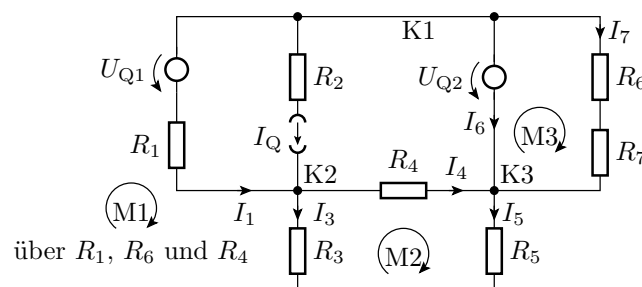 K1
I7
UQ1
R2
UQ2
R6
R1
IQ
I6
M3
R7
K2
R4
I4
K3
M1
I1
I3
I5
über R1, R6 und R4
R3
M2
R5